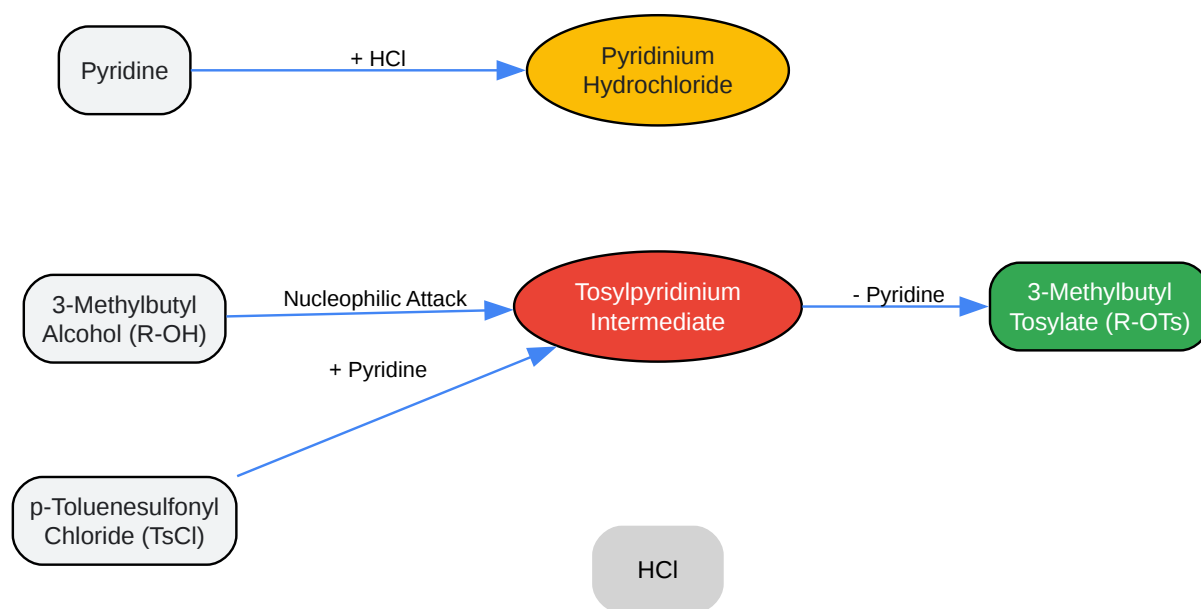 Pyridine
+ HCl
Pyridinium
Hydrochloride
3-Methylbutyl
Alcohol (R-OH)
Nucleophilic Attack
Tosylpyridinium
Intermediate
- Pyridine
3-Methylbutyl
Tosylate (R-OTs)
+ Pyridine
p-Toluenesulfonyl
Chloride (TsCl)
HCl